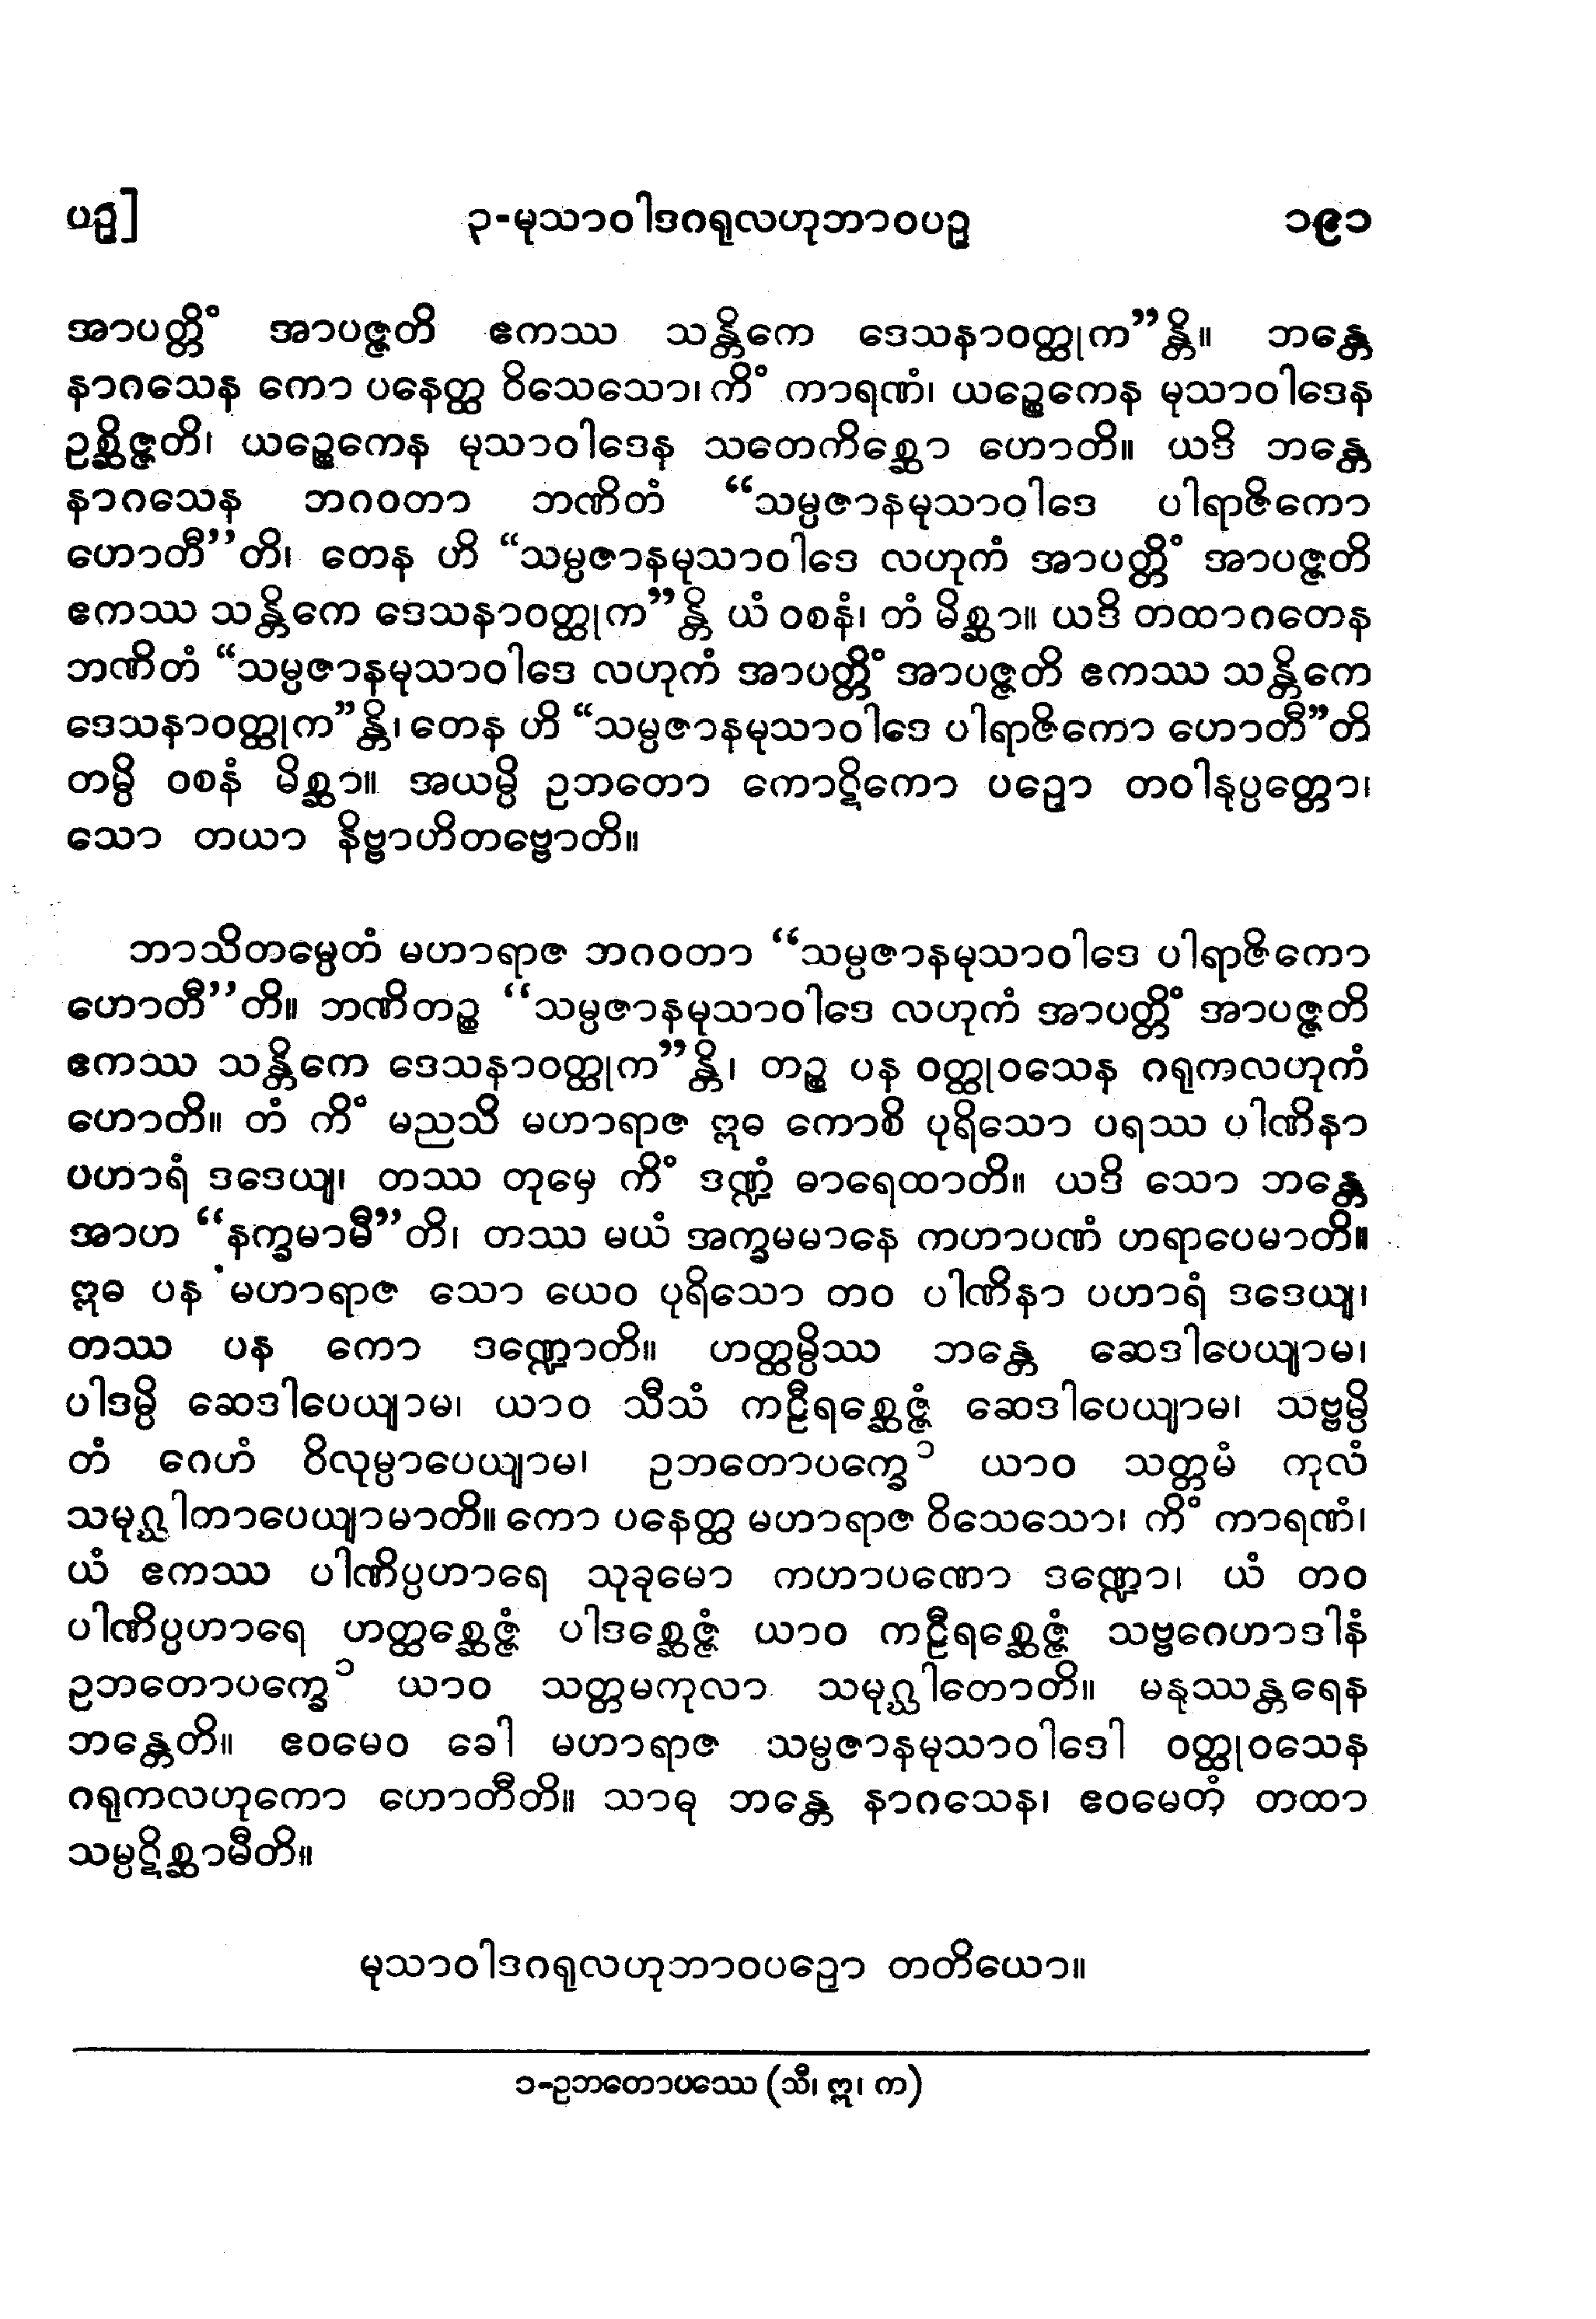 ပဥှ]
၃-မုသာဝါဒဂရုလဟုဘာဝပဥှ
၁၉၁
အာပတ္တိံ အာပဇ္ဇတိ ဧကဿ သန္တိကေ ဒေသနာဝတ္ထုက”န္တိ။ ဘန္တေ
နာဂသေန ကော ပနေတ္ထ ဝိသေသော၊ ကိံ ကာရဏံ၊ ယဉ္စေကေန မုသာဝါဒေန
ဥစ္ဆိဇ္ဇတိ၊ ယဉ္စေကေန မုသာဝါဒေန သတေကိစ္ဆော ဟောတိ။ ယဒိ ဘန္တေ
နာဂသေန ဘဂဝတာ ဘဏိတံ “သမ္ပဇာနမုသာဝါဒေ ပါရာဇိကော
ဟောတီ”တိ၊ တေန ဟိ “သမ္ပဇာနမုသာဝါဒေ လဟုကံ အာပတ္တိံ အာပဇ္ဇတိ
ဧကဿ သန္တိကေ ဒေသနာဝတ္ထုက”န္တိ ယံ ဝစနံ၊ တံ မိစ္ဆာ။ ယဒိ တထာဂတေန
ဘဏိတံ “သမ္ပဇာနမုသာဝါဒေ လဟုကံ အာပတ္တိံ အာပဇ္ဇတိ ဧကဿ သန္တိကေ
ဒေသနာဝတ္ထုက”န္တိ၊ တေန ဟိ “သမ္ပဇာနမုသာဝါဒေ ပါရာဇိကော ဟောတီ”တိ
တမ္ပိ ဝစနံ မိစ္ဆာ။ အယမ္ပိ ဥဘတော ကောဋိကော ပဥှော တဝါနုပ္ပတ္တော၊
သော တယာ နိဗ္ဗာဟိတဗ္ဗောတိ။
ဘာသိတမ္ပေတံ မဟာရာဇ ဘဂဝတာ “သမ္ပဇာနမုသာဝါဒေ ပါရာဇိကော
ဟောတီ”တိ။ ဘဏိတဉ္စ “သမ္ပဇာနမုသာဝါဒေ လဟုကံ အာပတ္တိံ အာပဇ္ဇတိ
ဧကဿ သန္တိကေ ဒေသနာဝတ္ထုက”န္တိ၊ တဉ္စ ပန ဝတ္ထုဝသေန ဂရုကလဟုကံ
ဟောတိ။ တံ ကိံ မညသိ မဟာရာဇ ဣဓ ကောစိ ပုရိသော ပရဿ ပါဏိနာ
ပဟာရံ ဒဒေယျ၊ တဿ တုမှေ ကိံ ဒဏ္ဍံ ဓာရေထာတိ။ ယဒိ သော ဘန္တေ
အာဟ “နက္ခမာမီ”တိ၊ တဿ မယံ အက္ခမမာနေ ကဟာပဏံ ဟရာပေမာတိ။
ဣဓ ပန မဟာရာဇ သော ယေဝ ပုရိသော တဝ ပါဏိနာ ပဟာရံ ဒဒေယျ၊
တဿ ပန ကော ဒဏ္ဍောတိ။ ဟတ္ထမ္ပိဿ ဘန္တေ ဆေဒါပေယျာမ၊
ပါဒမ္ပိ ဆေဒါပေယျာမ၊ ယာဝ သီသံ ကဠီရစ္ဆေဇ္ဇံ ဆေဒါပေယျာမ၊ သဗ္ဗမ္ပိ
တံ ဂေဟံ ဝိလုမ္ပာပေယျာမ၊ ဥဘတောပက္ခေ<sup>၁</sup> ယာဝ သတ္တမံ ကုလံ
သမုဂ္ဃါတာပေယျာမာတိ။ ကော ပနေတ္ထ မဟာရာဇ ဝိသေသော၊ ကိံ ကာရဏံ၊
ယံ ဧကဿ ပါဏိပ္ပဟာရေ သုခုမော ကဟာပဏော ဒဏ္ဍော၊ ယံ တဝ
ပါဏိပ္ပဟာရေ ဟတ္ထစ္ဆေဇ္ဇံ ပါဒစ္ဆေဇ္ဇံ ယာဝ ကဠီရစ္ဆေဇ္ဇံ သဗ္ဗဂေဟာဒါနံ
ဥဘတောပက္ခေ<sup>၁</sup> ယာဝ သတ္တမကုလာ သမုဂ္ဃါတောတိ။ မနုဿန္တရေန
ဘန္တေတိ။ ဧဝမေဝ ခေါ မဟာရာဇ သမ္ပဇာနမုသာဝါဒေါ ဝတ္ထုဝသေန
ဂရုကလဟုကော ဟောတီတိ။ သာဓု ဘန္တေ နာဂသေန၊ ဧဝမေတံ တထာ
သမ္ပဋိစ္ဆာမီတိ။
မုသာဝါဒဂရုလဟုဘာဝပဥှော တတိယော။
၁-ဥဘတောပဿေ (သီ၊ ဣ၊ က)